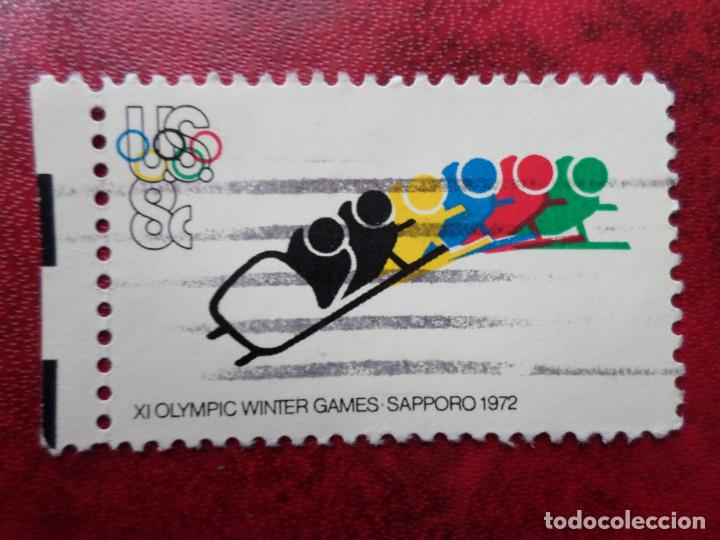 US
8c
XI OLYMPIC WINTER GAMES · SAPPORO 1972
todocoleccion